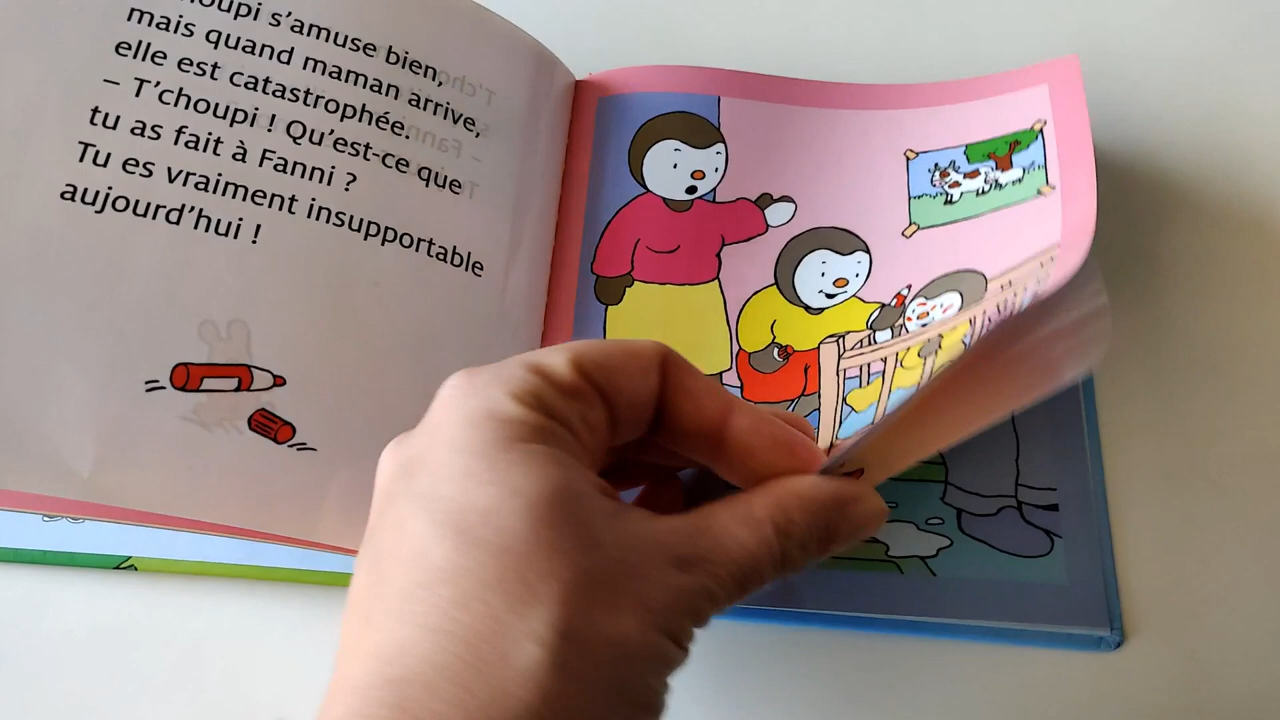 houpi s'amuse bien,
mais quand maman arrive,
elle est catastrophée.
– T'choupi ! Qu'est-ce que
tu as fait à Fanni ?
Tu es vraiment insupportable
aujourd'hui !